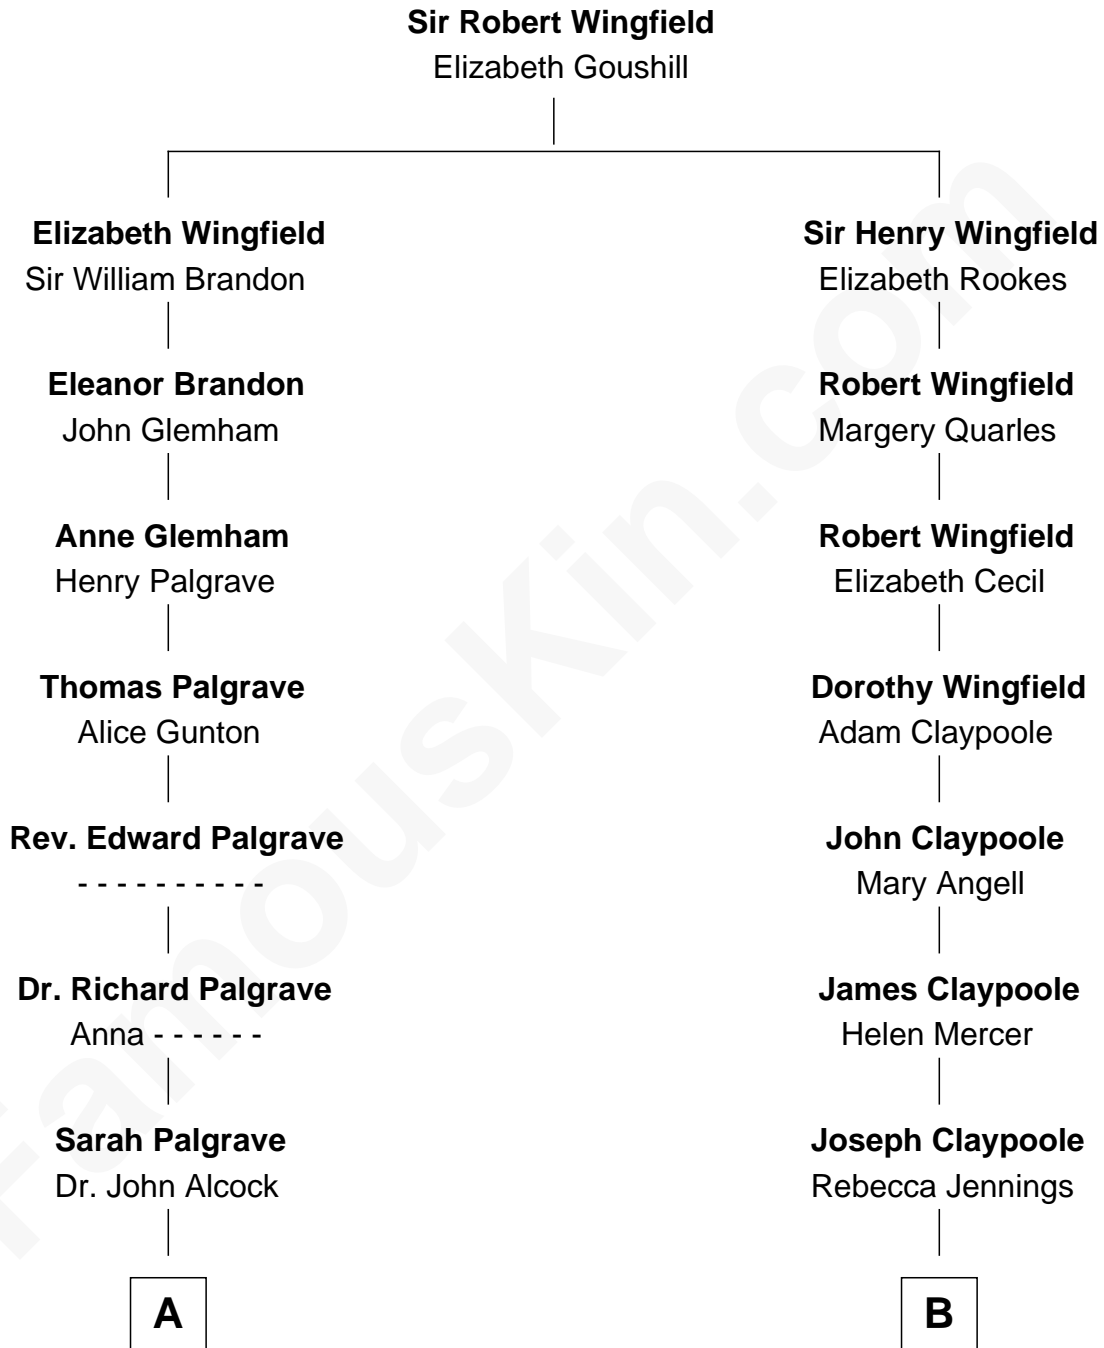 Sir Robert Wingfield
Elizabeth Goushill
Elizabeth Wingfield
Sir William Brandon
Sir Henry Wingfield
Elizabeth Rookes
Eleanor Brandon
John Glemham
Robert Wingfield
Margery Quarles
Anne Glemham
Henry Palgrave
Robert Wingfield
Elizabeth Cecil
Thomas Palgrave
Alice Gunton
Dorothy Wingfield
Adam Claypoole
Rev. Edward Palgrave
- - - - - - - - - -
John Claypoole
Mary Angell
Dr. Richard Palgrave
Anna - - - - - -
James Claypoole
Helen Mercer
Sarah Palgrave
Dr. John Alcock
Joseph Claypoole
Rebecca Jennings
A
B
FamousKin.com